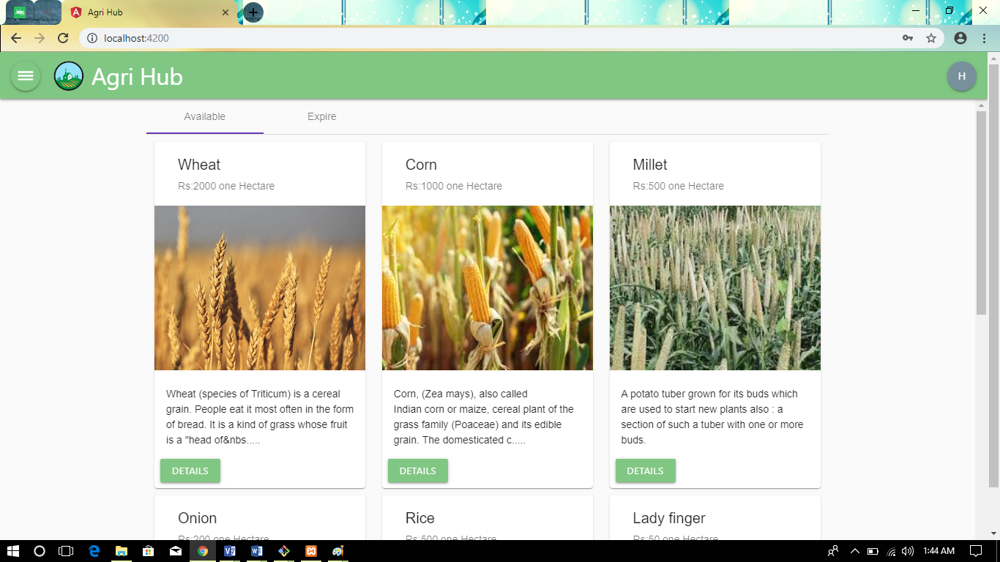 Agri Hub
localhost:4200
Agri Hub
H
Available
Expire
Wheat
Rs:2000 one Hectare
Corn
Rs:1000 one Hectare
Millet
Rs:500 one Hectare
Wheat (species of Triticum) is a cereal
grain. People eat it most often in the form
of bread. It is a kind of grass whose fruit
is a "head of&nbs.....
DETAILS
Corn, (Zea mays), also called
Indian corn or maize, cereal plant of the
grass family (Poaceae) and its edible
grain. The domesticated c.....
DETAILS
A potato tuber grown for its buds which
are used to start new plants also : a
section of such a tuber with one or more
buds.
DETAILS
Onion
Rs:200 one Hectare
Rice
Rs:500 one Hectare
Lady finger
Rs:50 one Hectare
1:44 AM